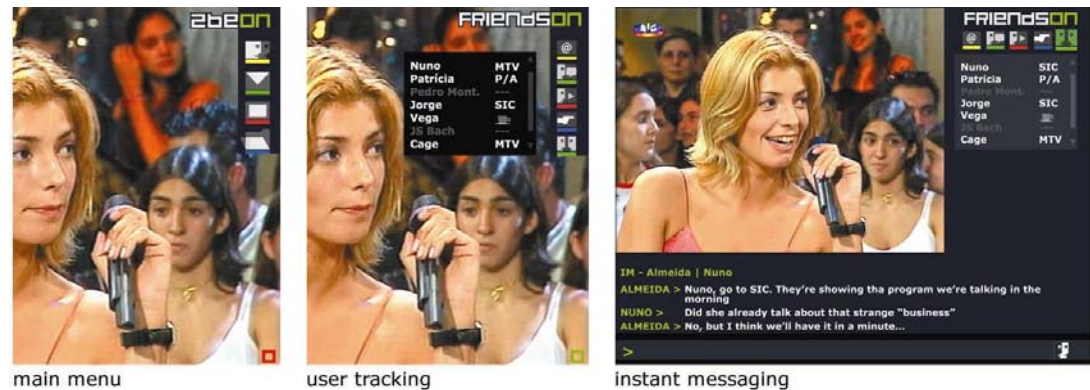 2BEON
FRIENDSON
@
Nuno MTV
Patrícia P/A
Pedro Mont. ---
Jorge SIC
Vega
JS Bach ---
Cage MTV
SIC
FRIENDSON
@
Nuno SIC
Patrícia P/A
Pedro Mont. ---
Jorge SIC
Vega
JS Bach ---
Cage MTV
IM - Almeida | Nuno
ALMEIDA > Nuno, go to SIC. They're showing tha program we're talking in the
morning
NUNO > Did she already talk about that strange "business"
ALMEIDA > No, but I think we'll have it in a minute...
>
main menu
user tracking
instant messaging